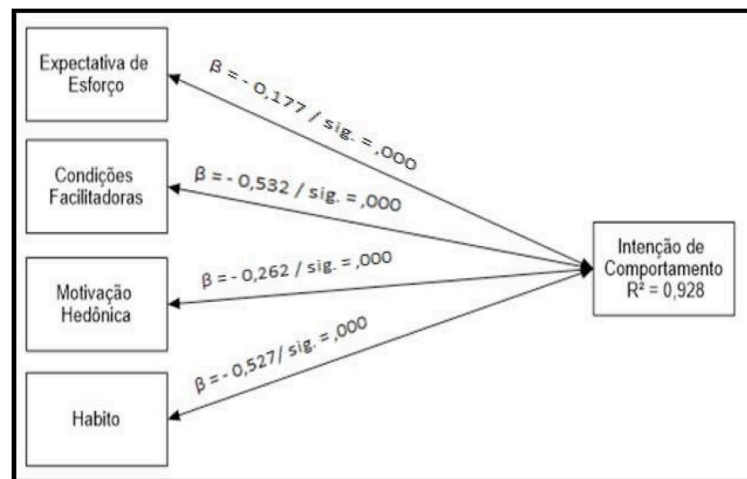 Expectativa de
Esforço
β = - 0,177 / sig. = ,000
Condições
Facilitadoras
β = - 0,532 / sig. = ,000
Motivação
Hedônica
β = - 0,262 / sig. = ,000
Habito
β = - 0,527/ sig. = ,000
Intenção de
Comportamento
R² = 0,928